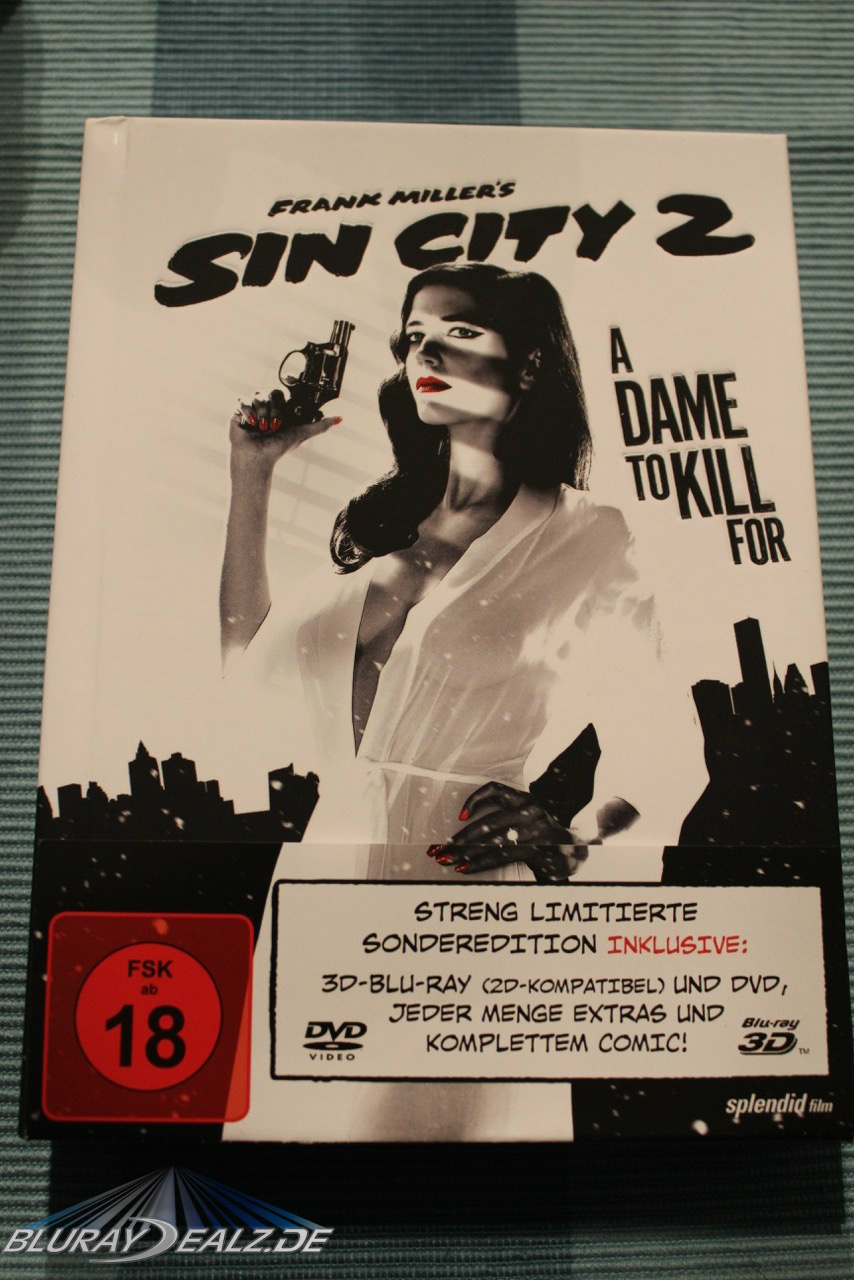 FRANK MILLER'S
SIN CITY 2
A
DAME
TO KILL
FOR
STRENG LIMITIERTE
SONDEREDITION INKLUSIVE:
3D-BLU-RAY (2D-KOMPATIBEL) UND DVD,
JEDER MENGE EXTRAS UND
KOMPLETTEM COMIC!
DVD
VIDEO
Blu-ray
3D
TM
FSK
ab
18
splendid film
BLURAYDEALZ.DE